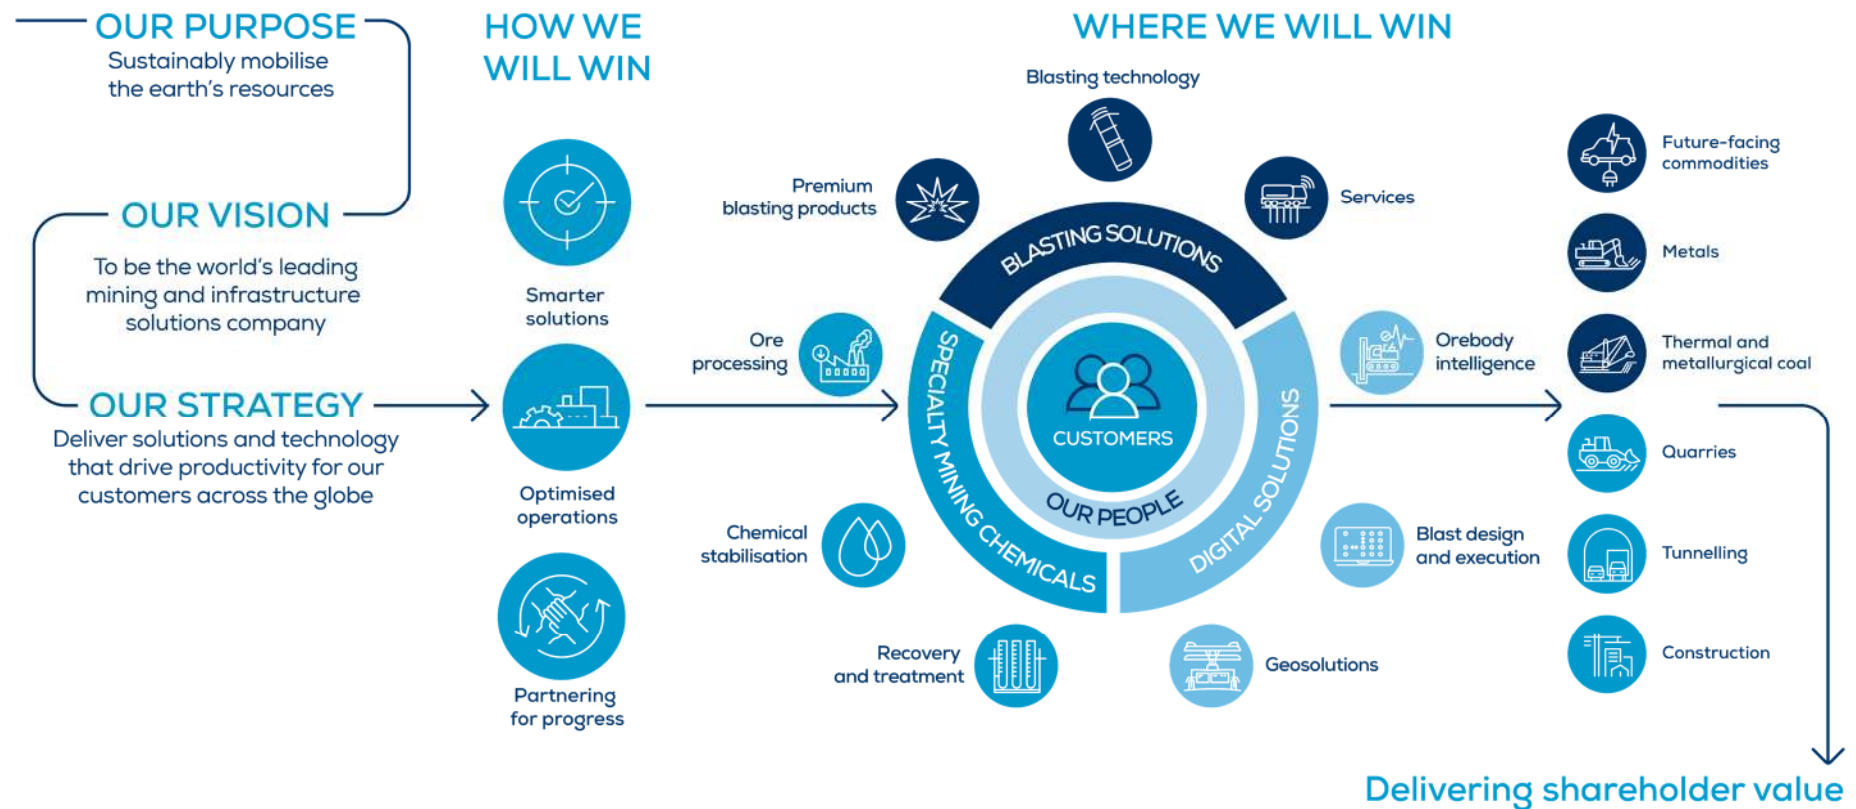 OUR PURPOSE
Sustainably mobilise
the earth's resources
OUR VISION
To be the world's leading
mining and infrastructure
solutions company
OUR STRATEGY
Deliver solutions and technology
that drive productivity for our
customers across the globe
HOW WE
WILL WIN
Smarter
solutions
Optimised
operations
Partnering
for progress
WHERE WE WILL WIN
Blasting technology
Premium
blasting products
Services
BLASTING SOLUTIONS
Ore
processing
SPECIALTY MINING CHEMICALS
Chemical
stabilisation
Recovery
and treatment
CUSTOMERS
OUR PEOPLE
DIGITAL SOLUTIONS
Orebody
intelligence
Blast design
and execution
Geosolutions
Future-facing
commodities
Metals
Thermal and
metallurgical coal
Quarries
Tunnelling
Construction
Delivering shareholder value